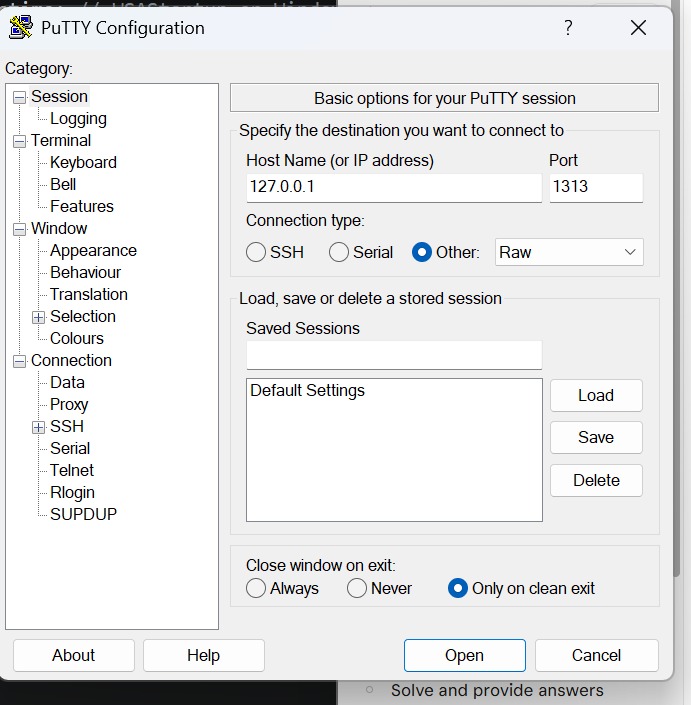 PuTTY Configuration
?
Category:
Session
Logging
Terminal
Keyboard
Bell
Features
Window
Appearance
Behaviour
Translation
Selection
Colours
Connection
Data
Proxy
SSH
Serial
Telnet
Rlogin
SUPDUP
Basic options for your PuTTY session
Specify the destination you want to connect to
Host Name (or IP address) Port
127.0.0.1 1313
Connection type:
SSH Serial Other: Raw
Load, save or delete a stored session
Saved Sessions
Default Settings
Load
Save
Delete
Close window on exit:
Always Never Only on clean exit
About Help Open Cancel
Solve and provide answers